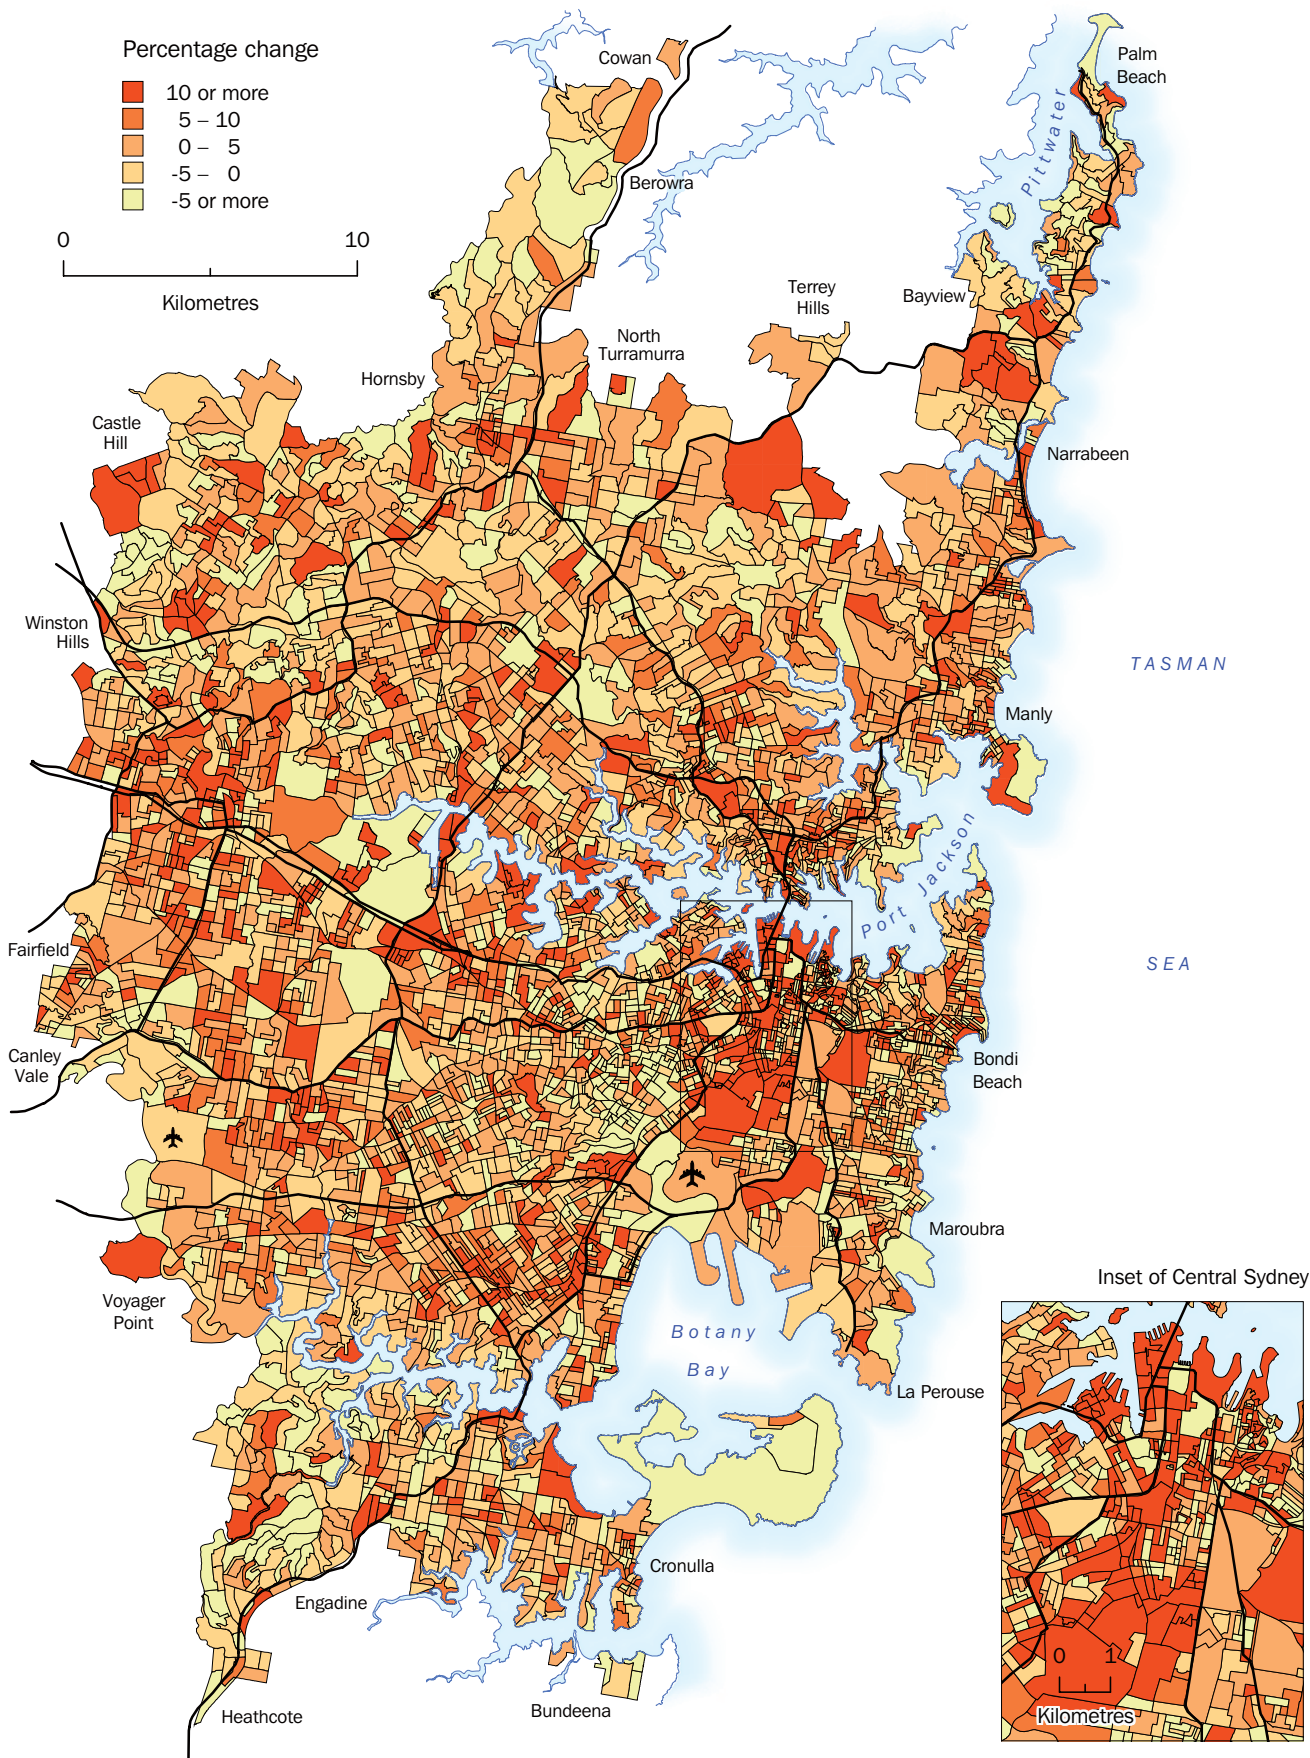 Percentage change
10 or more
5 – 10
0 – 5
-5 – 0
-5 or more
0 10
Kilometres
Cowan
Palm
Beach
Pittwater
Berowra
Terrey
Hills
Bayview
North
Turramurra
Hornsby
Castle
Hill
Narrabeen
Winston
Hills
TASMAN
Manly
Port Jackson
Fairfield
SEA
Canley
Vale
Bondi
Beach
Maroubra
Voyager
Point
Botany
Bay
La Perouse
Cronulla
Engadine
Bundeena
Heathcote
Inset of Central Sydney
0 1
Kilometres